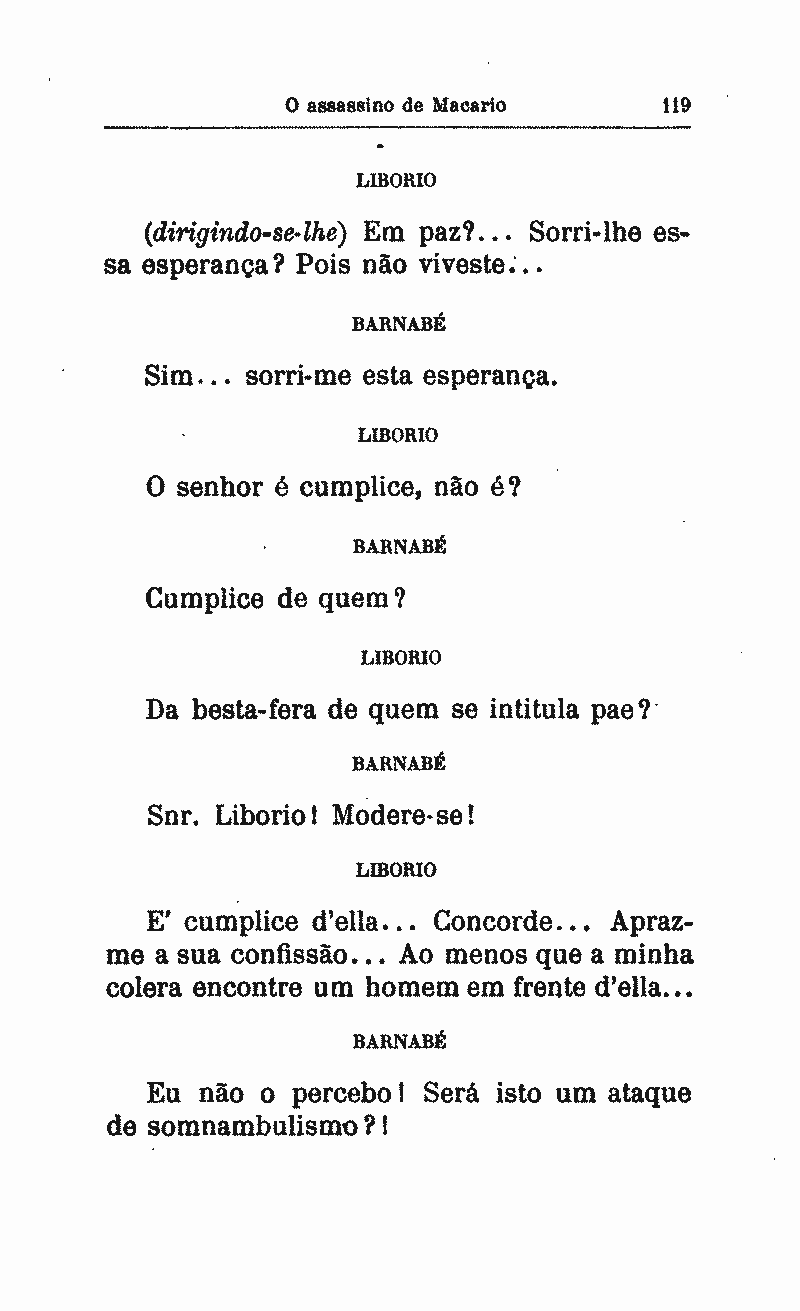 O assassino de Macario 119
LIBORIO
(dirigindo-se-lhe) Em paz?... Sorri-lhe es-
sa esperança? Pois não viveste...
BARNABÉ
Sim... sorri-me esta esperança.
LIBORIO
O senhor é cumplice, não é?
BARNABÉ
Cumplice de quem?
LIBORIO
Da besta-fera de quem se intitula pae?
BARNABÉ
Snr. Liborio! Modere-se!
LIBORIO
E' cumplice d'ella... Concorde... Apraz-
me a sua confissão... Ao menos que a minha
colera encontre um homem em frente d'ella...
BARNABÉ
Eu não o percebo! Será isto um ataque
de somnambulismo?!